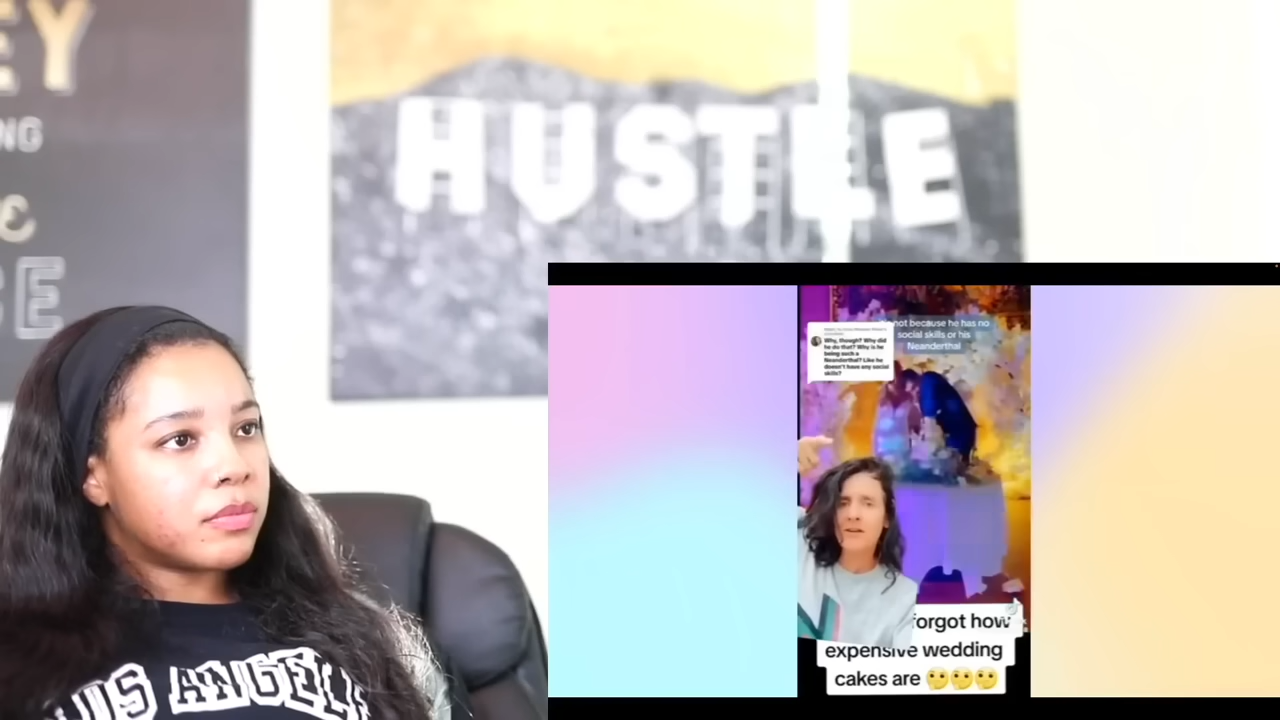 EY
NG
CE
HUSTLE
not because he has no
social skills or his
Neanderthal
Why, though? Why did
he do that? Why is he
being such a
Neanderthal? Like he
doesn't have any social
skills?
forgot how
expensive wedding
cakes are 🤔🤔🤔
ANGELE